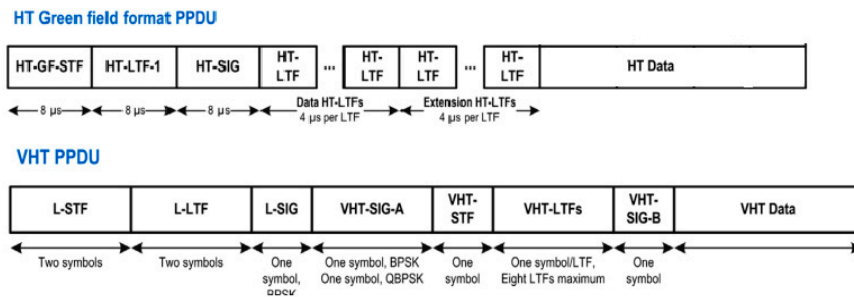 HT Green field format PPDU
HT-GF-STF HT-LTF-1 HT-SIG HT-LTF ... HT-LTF HT-LTF ... HT-LTF HT Data
8 µs 8 µs 8 µs Data HT-LTFs Extension HT-LTFs
4 µs per LTF 4 µs per LTF
VHT PPDU
L-STF L-LTF L-SIG VHT-SIG-A VHT-STF VHT-LTFs VHT-SIG-B VHT Data
Two symbols Two symbols One One symbol, BPSK One One symbol/LTF, One
symbol, One symbol, QBPSK symbol Eight LTFs maximum symbol
BPSK